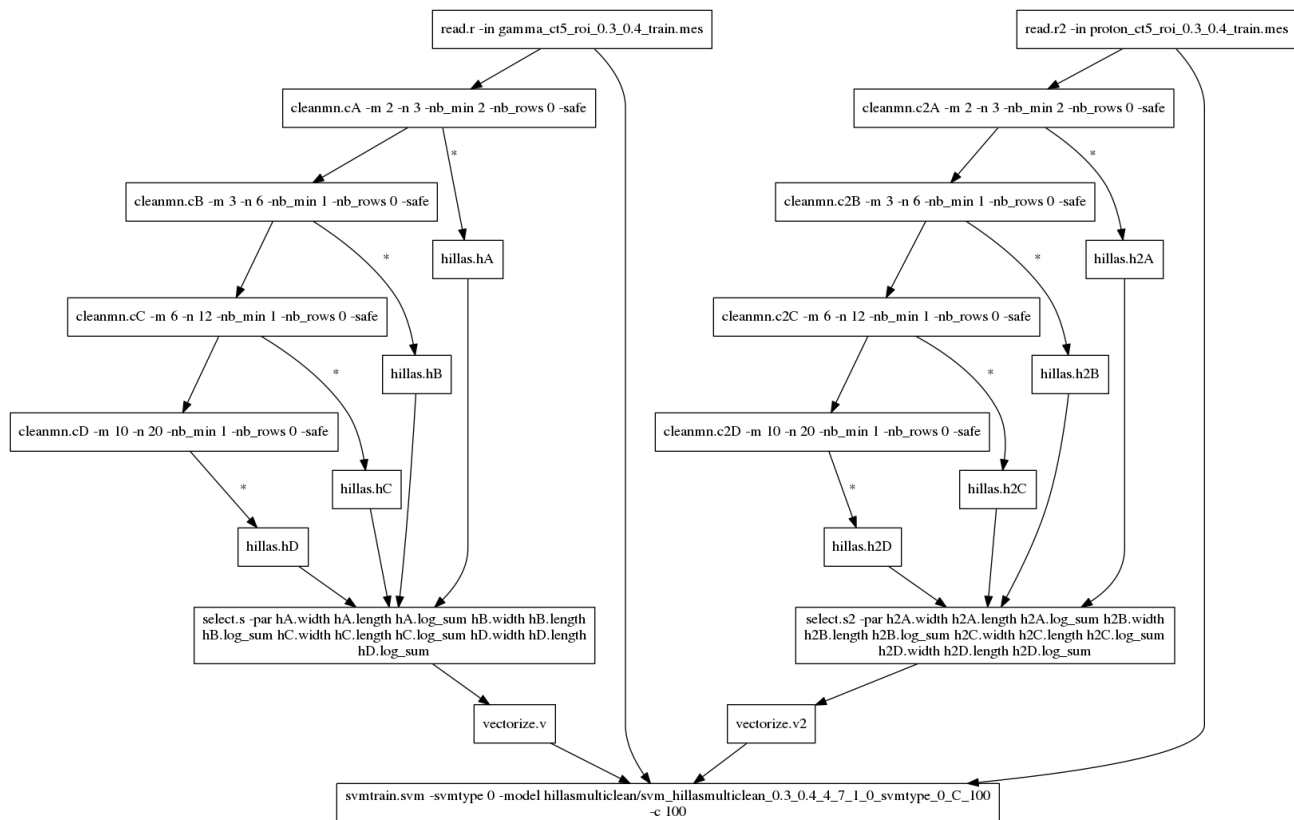 read.r -in gamma_ct5_roi_0.3_0.4_train.mes
read.r2 -in proton_ct5_roi_0.3_0.4_train.mes
cleanmn.cA -m 2 -n 3 -nb_min 2 -nb_rows 0 -safe
cleanmn.c2A -m 2 -n 3 -nb_min 2 -nb_rows 0 -safe
*
*
cleanmn.cB -m 3 -n 6 -nb_min 1 -nb_rows 0 -safe
cleanmn.c2B -m 3 -n 6 -nb_min 1 -nb_rows 0 -safe
*
hillas.hA
*
hillas.h2A
cleanmn.cC -m 6 -n 12 -nb_min 1 -nb_rows 0 -safe
cleanmn.c2C -m 6 -n 12 -nb_min 1 -nb_rows 0 -safe
*
hillas.hB
*
hillas.h2B
cleanmn.cD -m 10 -n 20 -nb_min 1 -nb_rows 0 -safe
cleanmn.c2D -m 10 -n 20 -nb_min 1 -nb_rows 0 -safe
*
hillas.hC
*
hillas.h2C
hillas.hD
hillas.h2D
select.s -par hA.width hA.length hA.log_sum hB.width hB.length
hB.log_sum hC.width hC.length hC.log_sum hD.width hD.length
hD.log_sum
select.s2 -par h2A.width h2A.length h2A.log_sum h2B.width
h2B.length h2B.log_sum h2C.width h2C.length h2C.log_sum
h2D.width h2D.length h2D.log_sum
vectorize.v
vectorize.v2
svmtrain.svm -svmtype 0 -model hillasmulticlean/svm_hillasmulticlean_0.3_0.4_4_7_1_0_svmtype_0_C_100
-c 100